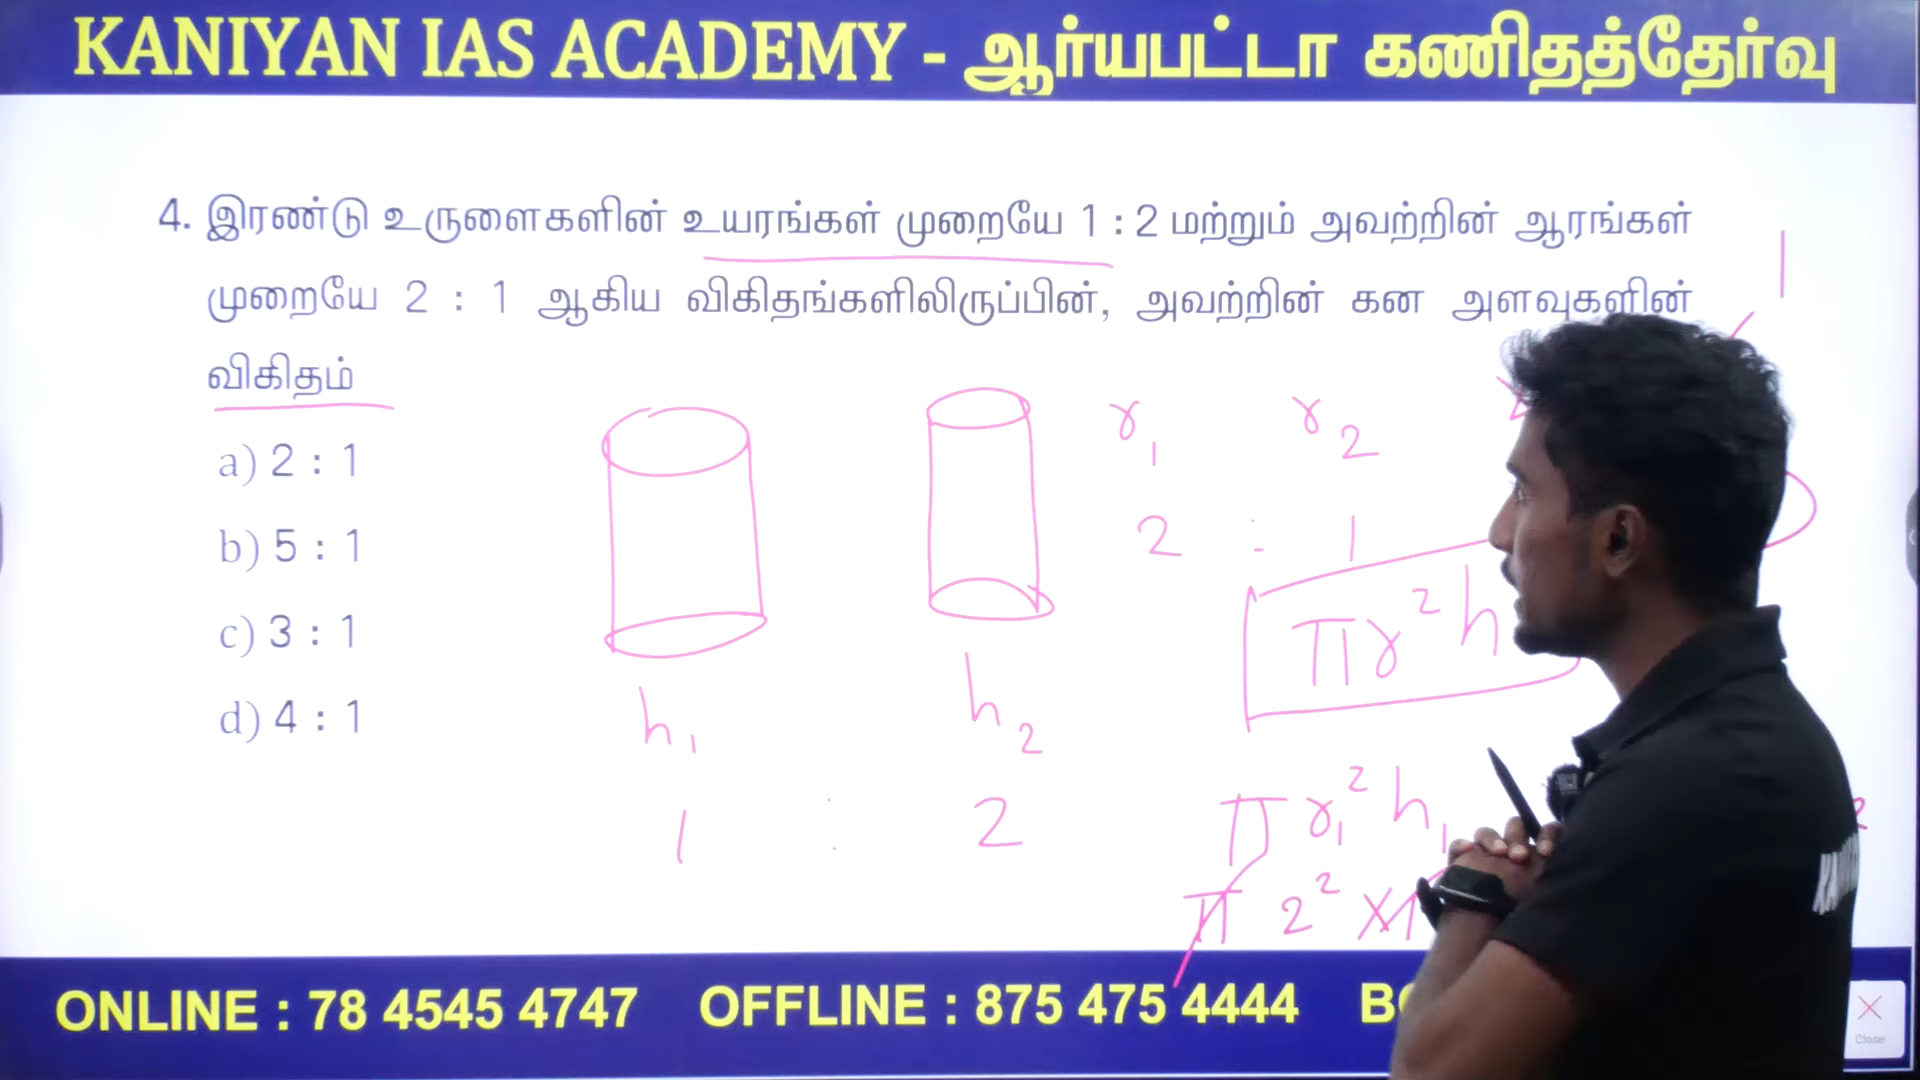 KANIYAN IAS ACADEMY - ஆர்யபட்டா கணிதத்தேர்வு
4. இரண்டு உருளைகளின் உயரங்கள் முறையே 1 : 2 மற்றும் அவற்றின் ஆரங்கள்
முறையே 2 : 1 ஆகிய விகிதங்களிலிருப்பின், அவற்றின் கன அளவுகளின்
விகிதம்
a) 2 : 1
b) 5 : 1
c) 3 : 1
d) 4 : 1
r₁ r₂
2 : 1
πr²h
h₁ h₂
1 : 2
πr₁²h₁
π 2² ×1
ONLINE : 78 4545 4747 OFFLINE : 875 475 4444
Close